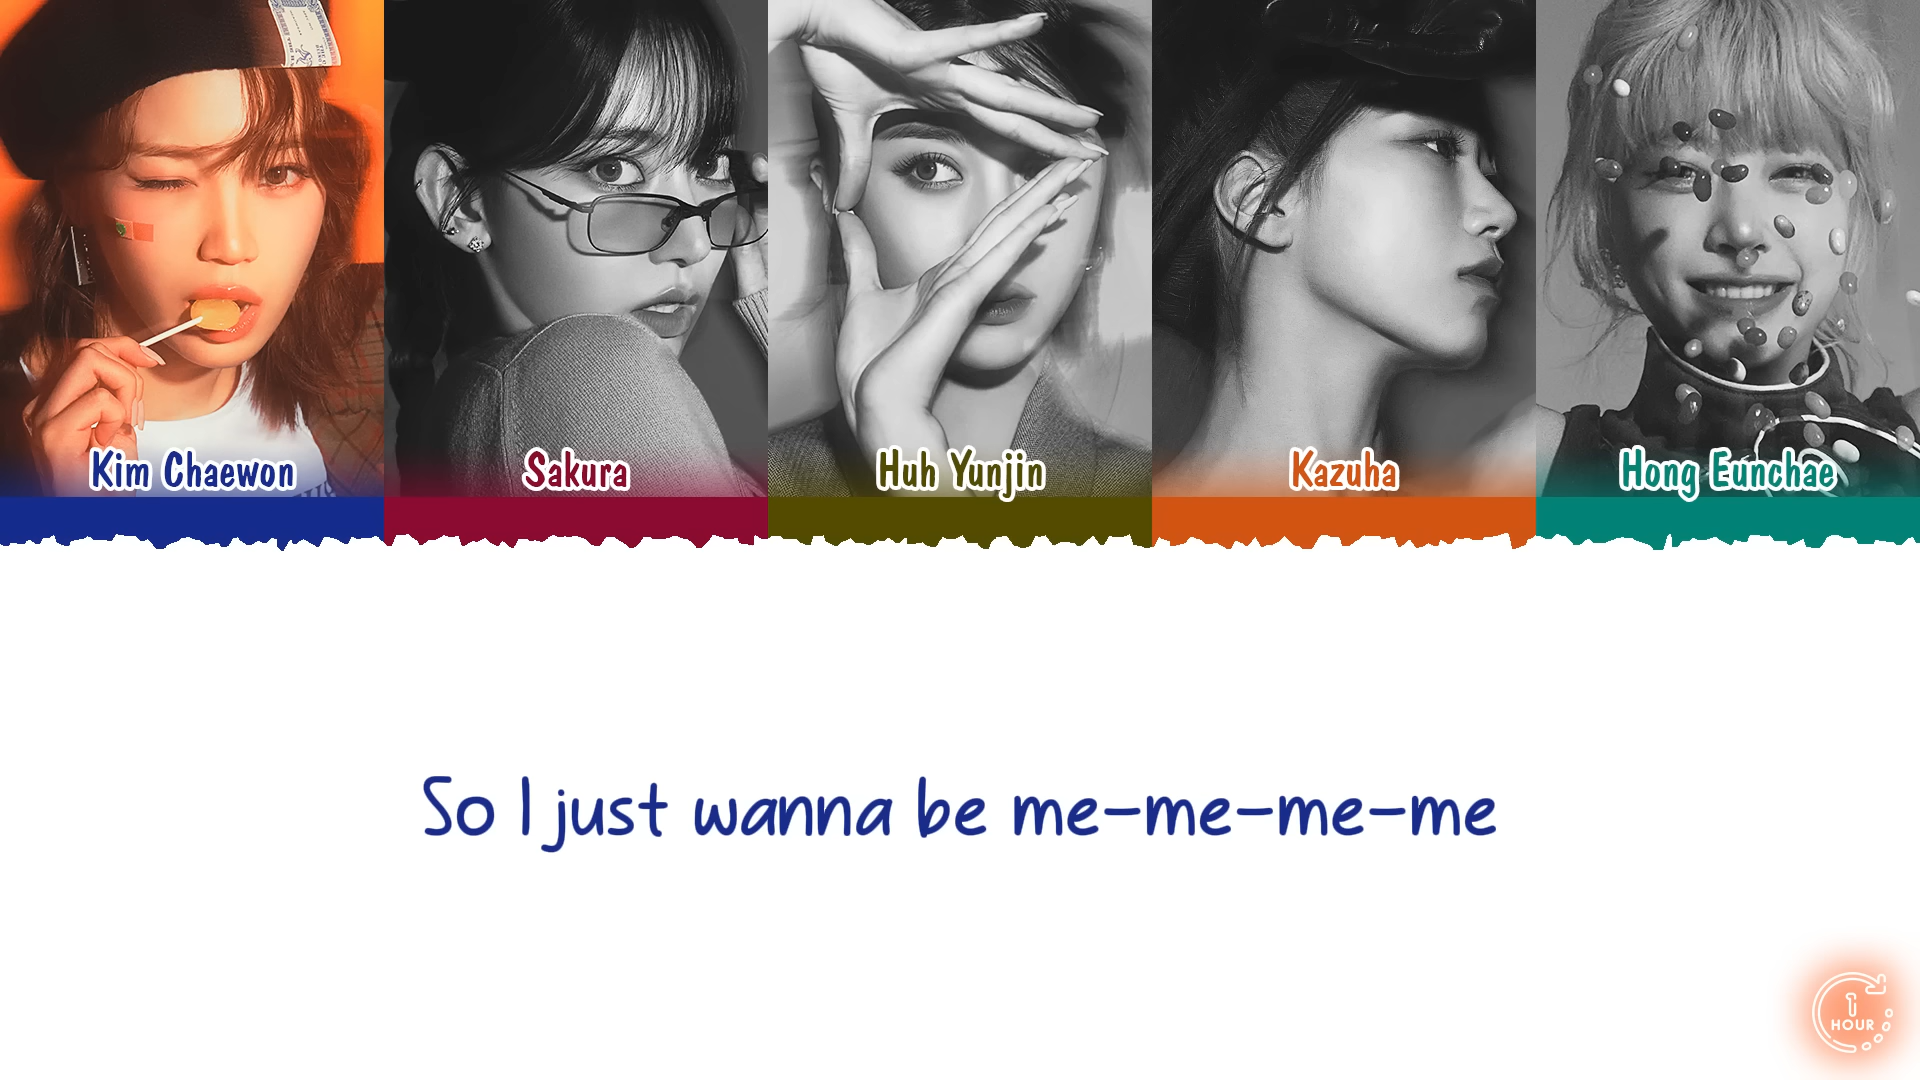 Kim Chaewon
Sakura
Huh Yunjin
Kazuha
Hong Eunchae
So I just wanna be me-me-me-me
1
HOUR